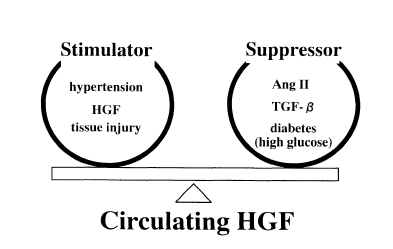 Stimulator
hypertension
HGF
tissue injury
Suppressor
Ang II
TGF-β
diabetes
(high glucose)
Circulating HGF